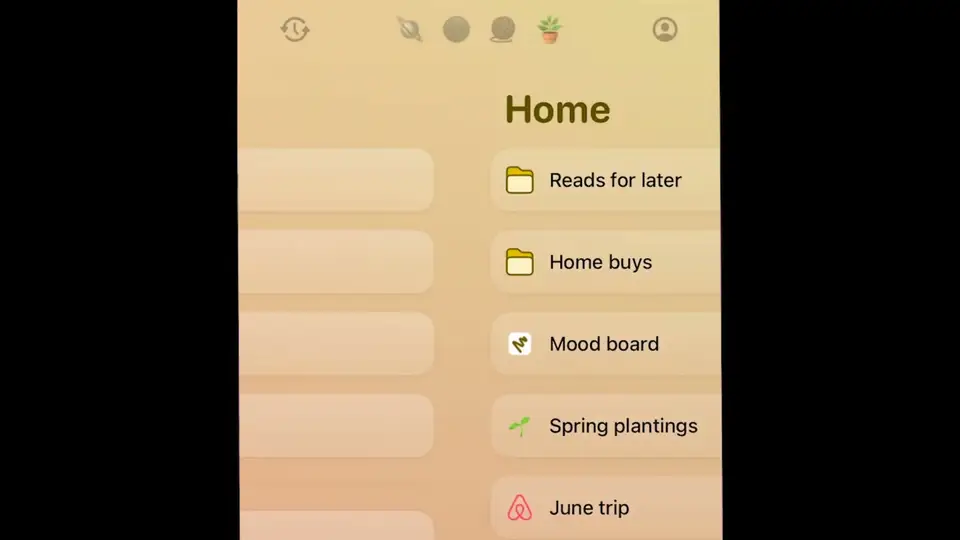 Home
Reads for later
Home buys
Mood board
Spring plantings
June trip